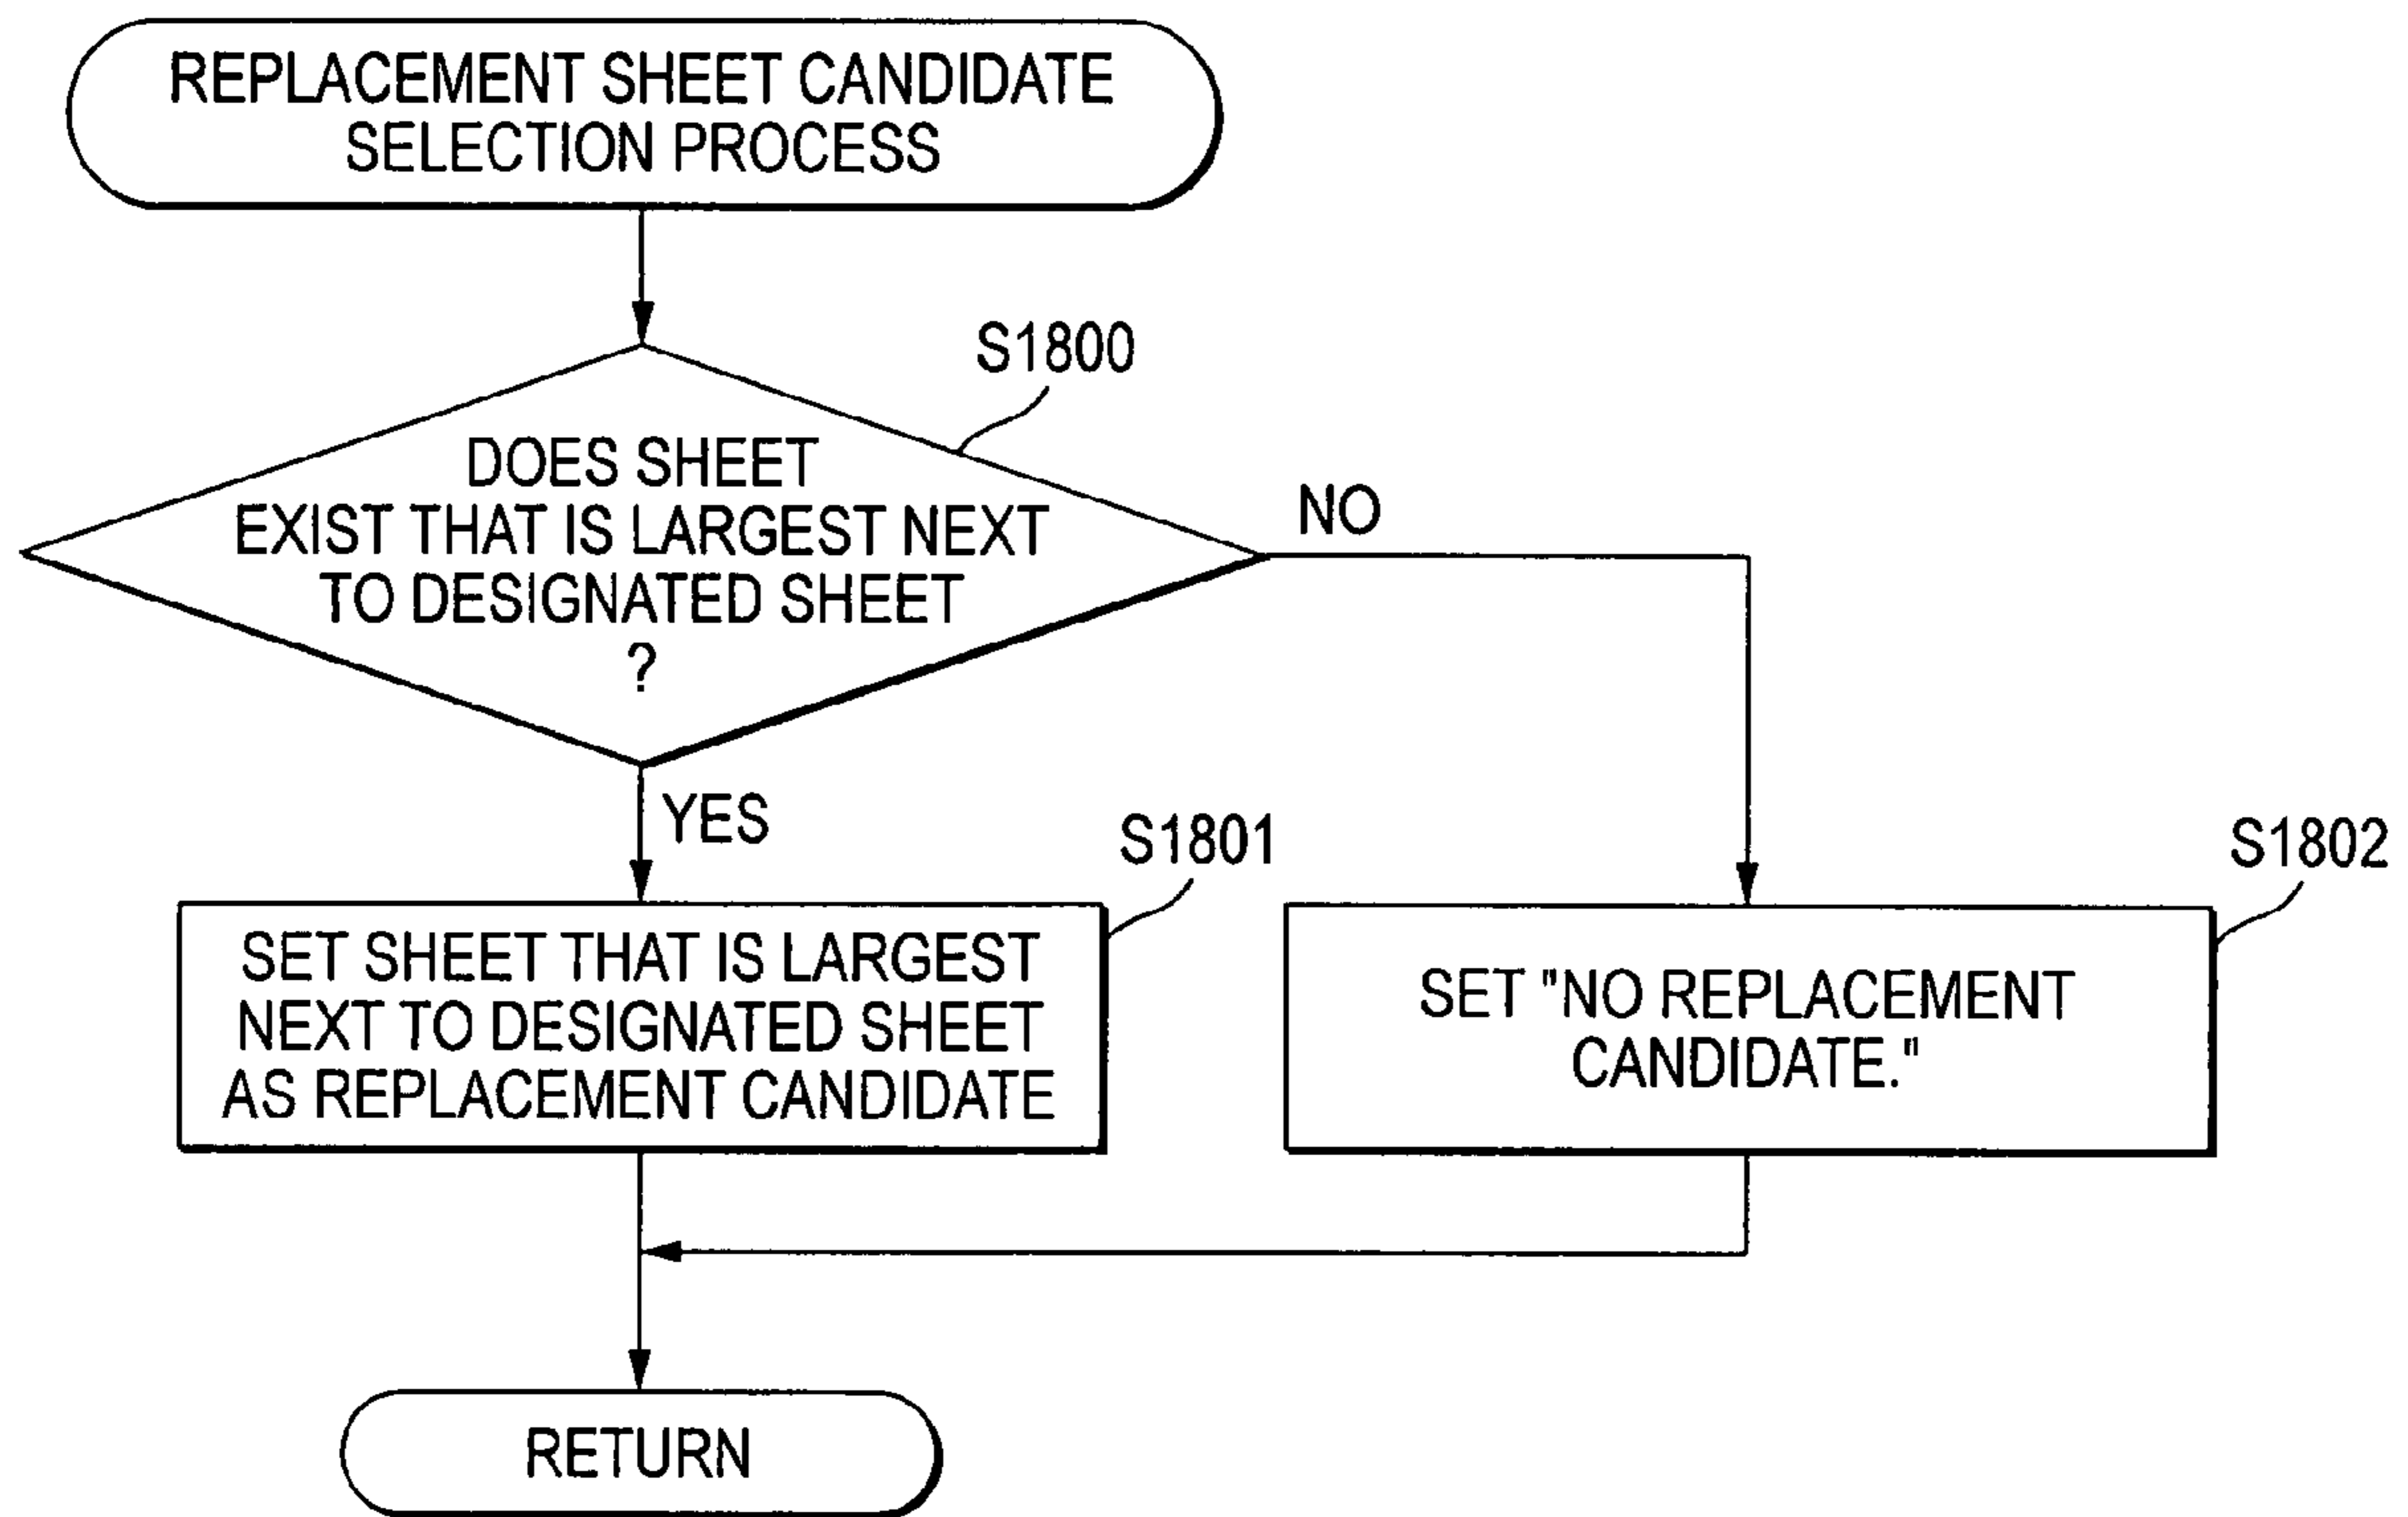 REPLACEMENT SHEET CANDIDATE
SELECTION PROCESS
S1800
DOES SHEET
EXIST THAT IS LARGEST NEXT
TO DESIGNATED SHEET
?
NO
YES
S1801
SET SHEET THAT IS LARGEST
NEXT TO DESIGNATED SHEET
AS REPLACEMENT CANDIDATE
S1802
SET "NO REPLACEMENT
CANDIDATE."
RETURN